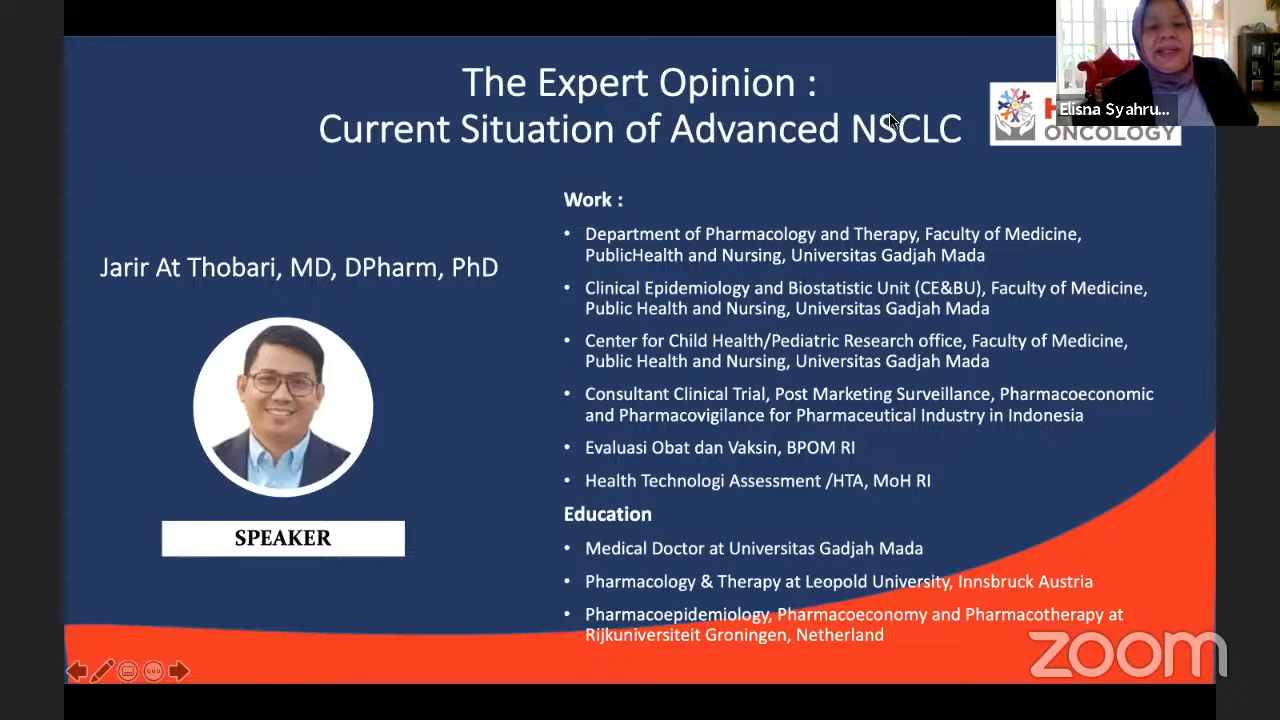 The Expert Opinion :
Current Situation of Advanced NSCLC
Elisna Syahru...
ONCOLOGY
Jarir At Thobari, MD, DPharm, PhD
SPEAKER
Work :
• Department of Pharmacology and Therapy, Faculty of Medicine,
PublicHealth and Nursing, Universitas Gadjah Mada
• Clinical Epidemiology and Biostatistic Unit (CE&BU), Faculty of Medicine,
Public Health and Nursing, Universitas Gadjah Mada
• Center for Child Health/Pediatric Research office, Faculty of Medicine,
Public Health and Nursing, Universitas Gadjah Mada
• Consultant Clinical Trial, Post Marketing Surveillance, Pharmacoeconomic
and Pharmacovigilance for Pharmaceutical Industry in Indonesia
• Evaluasi Obat dan Vaksin, BPOM RI
• Health Technologi Assessment /HTA, MoH RI
Education
• Medical Doctor at Universitas Gadjah Mada
• Pharmacology & Therapy at Leopold University, Innsbruck Austria
• Pharmacoepidemiology, Pharmacoeconomy and Pharmacotherapy at
Rijkuniversiteit Groningen, Netherland
zoom